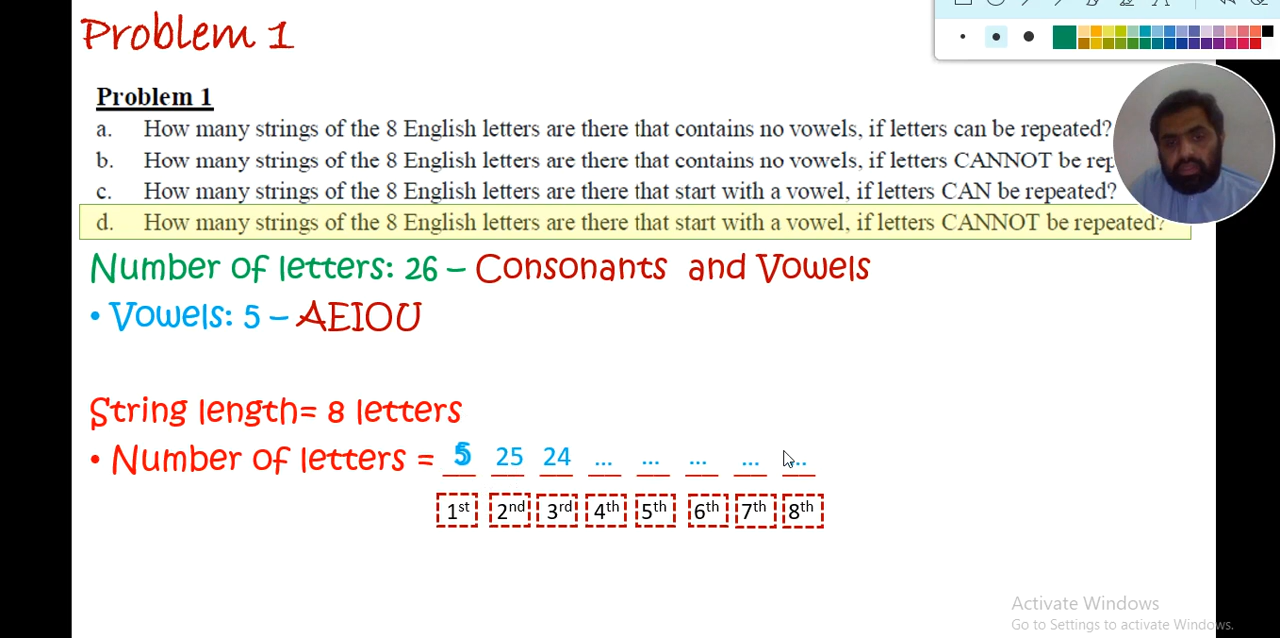 Problem 1
Problem 1
a. How many strings of the 8 English letters are there that contains no vowels, if letters can be repeated?
b. How many strings of the 8 English letters are there that contains no vowels, if letters CANNOT be rep
c. How many strings of the 8 English letters are there that start with a vowel, if letters CAN be repeated?
d. How many strings of the 8 English letters are there that start with a vowel, if letters CANNOT be repeated?
Number of letters: 26 – Consonants and Vowels
• Vowels: 5 – AEIOU
String length= 8 letters
• Number of letters = 5 25 24 ... ... ... ... ...
1st 2nd 3rd 4th 5th 6th 7th 8th
Activate Windows
Go to Settings to activate Windows.